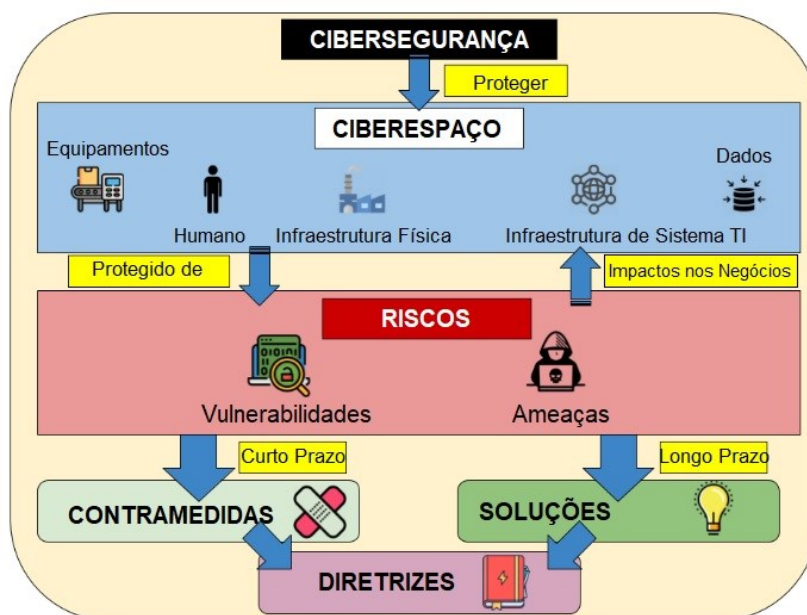 CIBERSEGURANÇA
Proteger
CIBERESPAÇO
Equipamentos
Dados
Humano
Infraestrutura Física
Infraestrutura de Sistema TI
Protegido de
Impactos nos Negócios
RISCOS
Vulnerabilidades
Ameaças
Curto Prazo
Longo Prazo
CONTRAMEDIDAS
SOLUÇÕES
DIRETRIZES